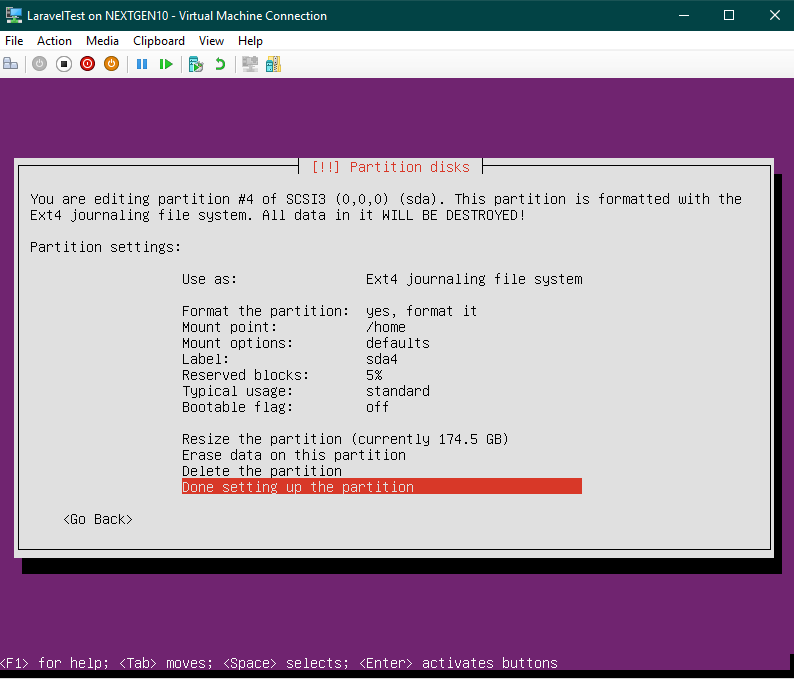 LaravelTest on NEXTGEN10 - Virtual Machine Connection
File Action Media Clipboard View Help
[!!] Partition disks
You are editing partition #4 of SCSI3 (0,0,0) (sda). This partition is formatted with the
Ext4 journaling file system. All data in it WILL BE DESTROYED!
Partition settings:
Use as: Ext4 journaling file system
Format the partition: yes, format it
Mount point: /home
Mount options: defaults
Label: sda4
Reserved blocks: 5%
Typical usage: standard
Bootable flag: off
Resize the partition (currently 174.5 GB)
Erase data on this partition
Delete the partition
Done setting up the partition
<Go Back>
<F1> for help; <Tab> moves; <Space> selects; <Enter> activates buttons